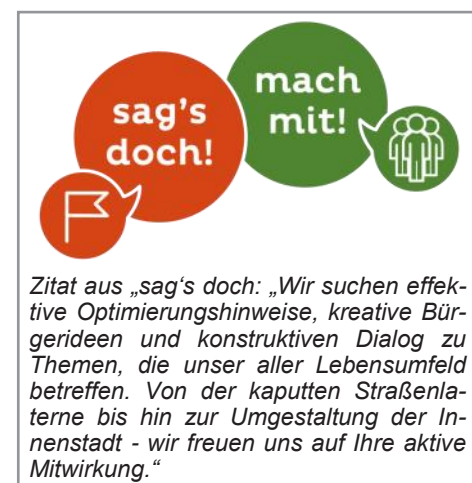 sag's
doch!
mach
mit!
Zitat aus „sag‘s doch: „Wir suchen effek-
tive Optimierungshinweise, kreative Bür-
gerideen und konstruktiven Dialog zu
Themen, die unser aller Lebensumfeld
betreffen. Von der kaputten Straßenla-
terne bis hin zur Umgestaltung der In-
nenstadt - wir freuen uns auf Ihre aktive
Mitwirkung.“